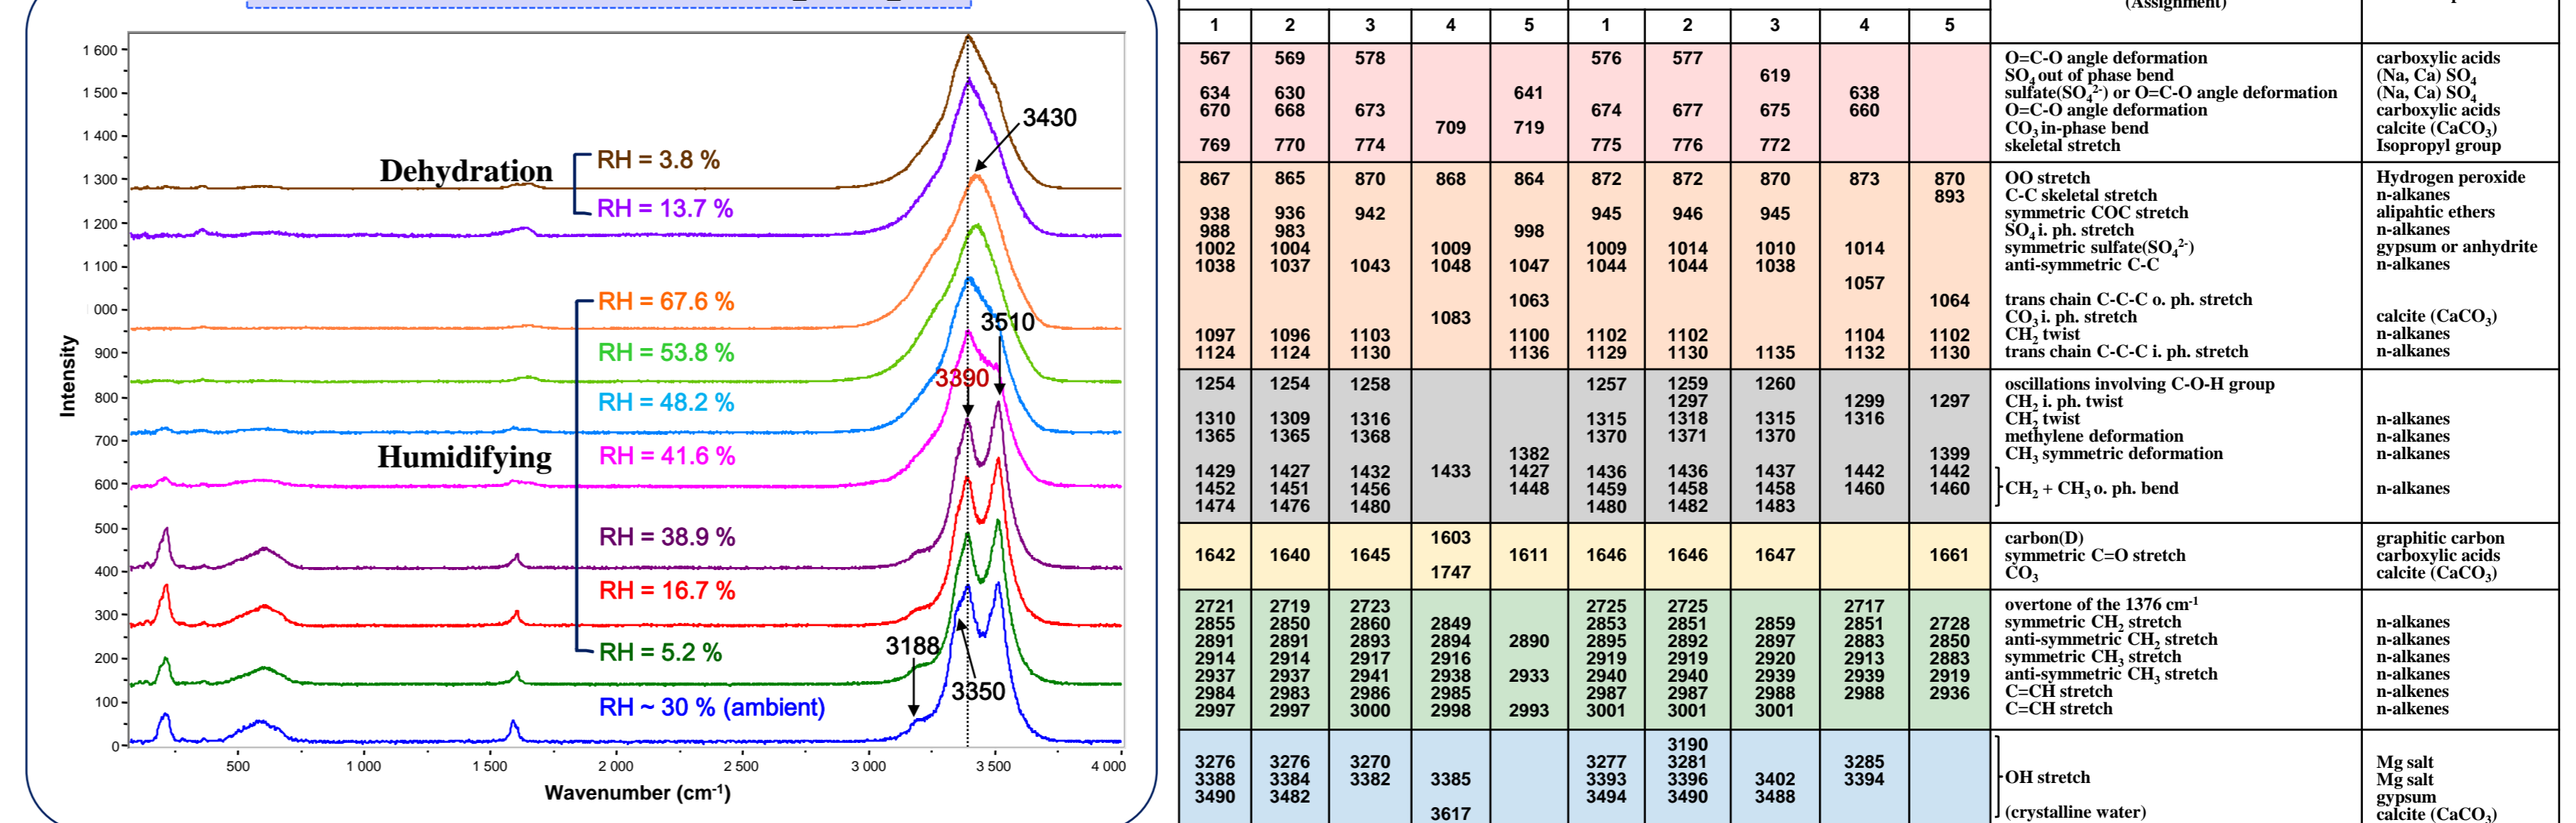 1 600
1 500
1 400
1 300
1 200
1 100
000
900
800
700
600
500
400
300
200
100
0
Intensity
500 1 000 1 500 2 000 2 500 3 000 3 500 4 000
Wavenumber (cm-1)
Dehydration
RH = 3.8 %
RH = 13.7 %
Humidifying
RH = 67.6 %
RH = 53.8 %
RH = 48.2 %
RH = 41.6 %
RH = 38.9 %
RH = 16.7 %
RH = 5.2 %
RH ~ 30 % (ambient)
3430
3510
3390
3188
3350
(Assignment)
1 2 3 4 5 1 2 3 4 5
567 569 578 576 577 O=C-O angle deformation carboxylic acids
619 SO4 out of phase bend (Na, Ca) SO4
634 630 641 638 sulfate(SO42-) or O=C-O angle deformation (Na, Ca) SO4
670 668 673 674 677 675 660 O=C-O angle deformation carboxylic acids
709 719 CO3 in-phase bend calcite (CaCO3)
769 770 774 775 776 772 skeletal stretch Isopropyl group
867 865 870 868 864 872 872 870 873 870 OO stretch Hydrogen peroxide
893 C-C skeletal stretch n-alkanes
938 936 942 945 946 945 symmetric COC stretch alipahtic ethers
988 983 998 SO4 i. ph. stretch n-alkanes
1002 1004 1009 1009 1014 1010 1014 symmetric sulfate(SO42-) gypsum or anhydrite
1038 1037 1043 1048 1047 1044 1044 1038 anti-symmetric C-C n-alkanes
1057
1063 1064 trans chain C-C-C o. ph. stretch
1083 CO3 i. ph. stretch calcite (CaCO3)
1097 1096 1103 1100 1102 1102 1104 1102 CH2 twist n-alkanes
1124 1124 1130 1136 1129 1130 1135 1132 1130 trans chain C-C-C i. ph. stretch n-alkanes
1254 1254 1258 1257 1259 1260 oscillations involving C-O-H group
1297 1299 1297 CH2 i. ph. twist
1310 1309 1316 1315 1318 1315 1316 CH2 twist n-alkanes
1365 1365 1368 1370 1371 1370 methylene deformation n-alkanes
1382 1399 CH3 symmetric deformation n-alkanes
1429 1427 1432 1433 1427 1436 1436 1437 1442 1442
1452 1451 1456 1448 1459 1458 1458 1460 1460 CH2 + CH3 o. ph. bend n-alkanes
1474 1476 1480 1480 1482 1483
1603 carbon(D) graphitic carbon
1642 1640 1645 1611 1646 1646 1647 1661 symmetric C=O stretch carboxylic acids
1747 CO3 calcite (CaCO3)
2721 2719 2723 2725 2725 2717 overtone of the 1376 cm-1
2855 2850 2860 2849 2853 2851 2859 2851 2728 symmetric CH2 stretch n-alkanes
2891 2891 2893 2894 2890 2895 2892 2897 2883 2850 anti-symmetric CH2 stretch n-alkanes
2914 2914 2917 2916 2919 2919 2920 2913 2883 symmetric CH3 stretch n-alkanes
2937 2937 2941 2938 2933 2940 2940 2939 2939 2919 anti-symmetric CH3 stretch n-alkanes
2984 2983 2986 2985 2987 2987 2988 2988 2936 C=CH stretch n-alkenes
2997 2997 3000 2998 2993 3001 3001 3001 C=CH stretch n-alkenes
3190
3276 3276 3270 3277 3281 3285 Mg salt
3388 3384 3382 3385 3393 3396 3402 3394 OH stretch Mg salt
3490 3482 3494 3490 3488 gypsum
3617 (crystalline water) calcite (CaCO3)